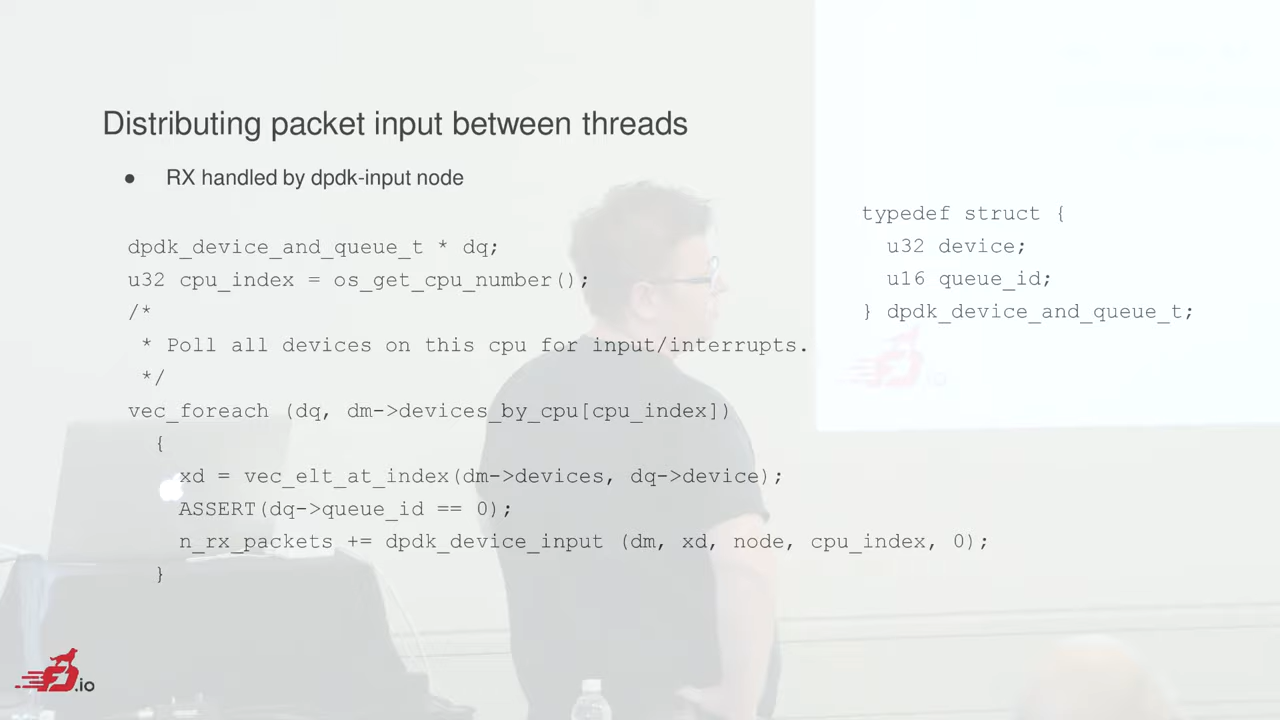 Distributing packet input between threads
● RX handled by dpdk-input node
dpdk_device_and_queue_t * dq;
u32 cpu_index = os_get_cpu_number();
/*
 * Poll all devices on this cpu for input/interrupts.
 */
vec_foreach (dq, dm->devices_by_cpu[cpu_index])
  {
    xd = vec_elt_at_index(dm->devices, dq->device);
    ASSERT(dq->queue_id == 0);
    n_rx_packets += dpdk_device_input (dm, xd, node, cpu_index, 0);
  }
typedef struct {
  u32 device;
  u16 queue_id;
} dpdk_device_and_queue_t;
.io
io